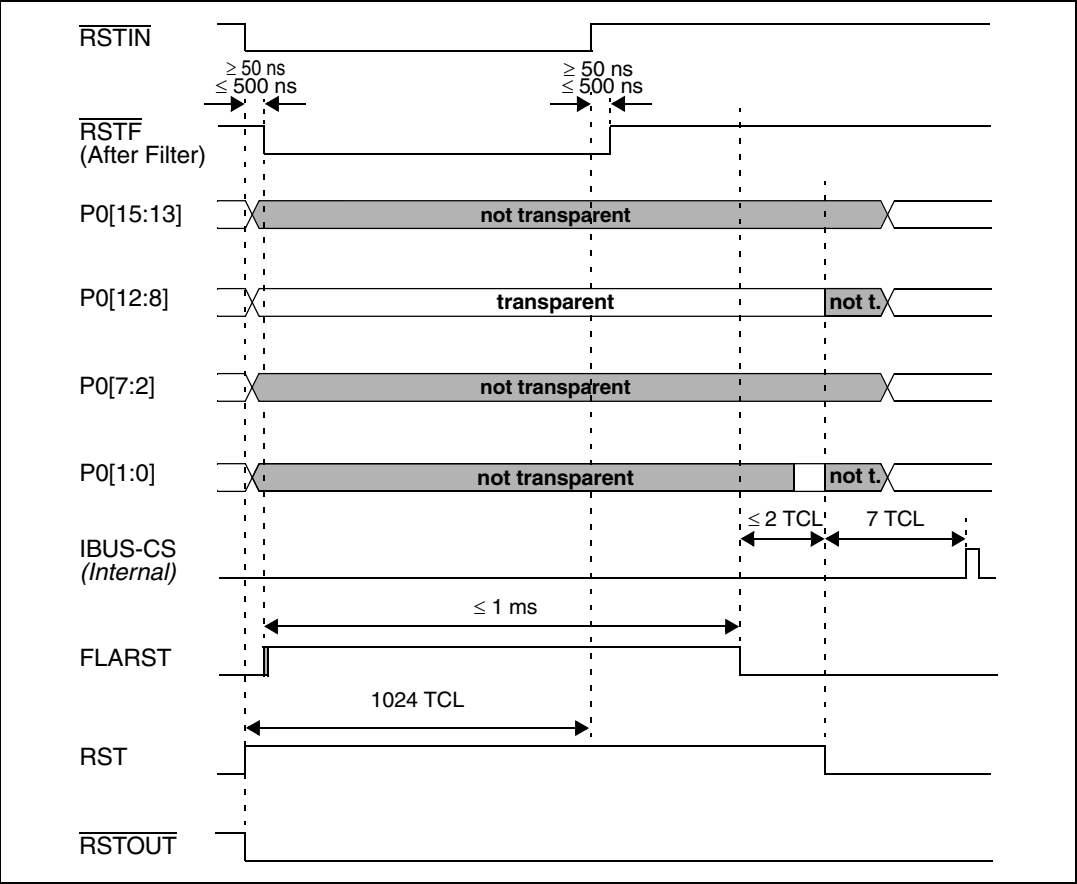 RSTIN
≥ 50 ns ≥ 50 ns
≤ 500 ns ≤ 500 ns
RSTF
(After Filter)
P0[15:13] not transparent
P0[12:8] transparent not t.
P0[7:2] not transparent
P0[1:0] not transparent not t.
≤ 2 TCL 7 TCL
IBUS-CS
(Internal)
≤ 1 ms
FLARST
1024 TCL
RST
RSTOUT